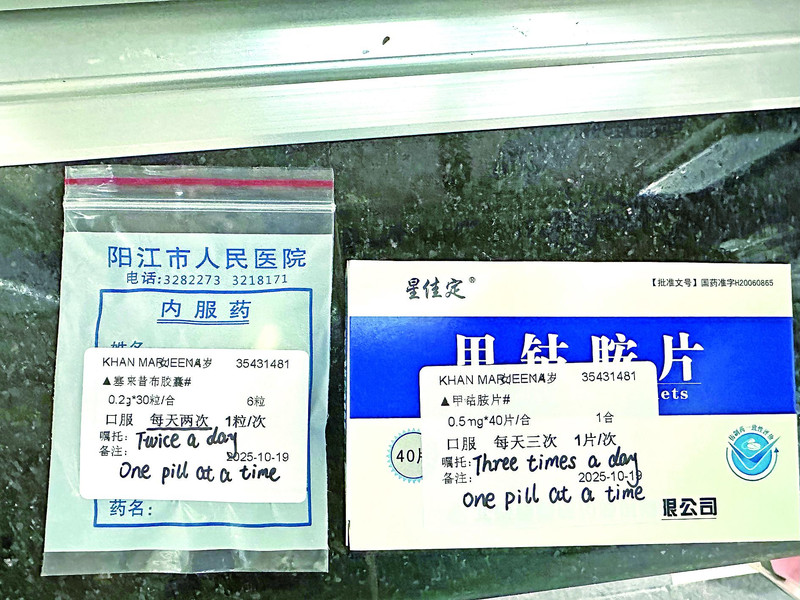 阳江市人民医院
电话:3282273 3218171
内服药
KHAN MARJEENA 岁 35431481
▲塞来昔布胶囊#
0.2g*30粒/合 6粒
口服 每天两次 1粒/次
嘱托: Twice a day
备注: 2025-10-19
One pill at a time
药名:
星佳定®
【批准文号】国药准字H20060865
甲钴胺片
ets
KHAN MARJEENA 岁 35431481
▲甲钴胺片#
0.5mg*40片/合 1合
口服 每天三次 1片/次
嘱托: Three times a day
备注: 2025-10-19
One pill at a time
40片
限公司